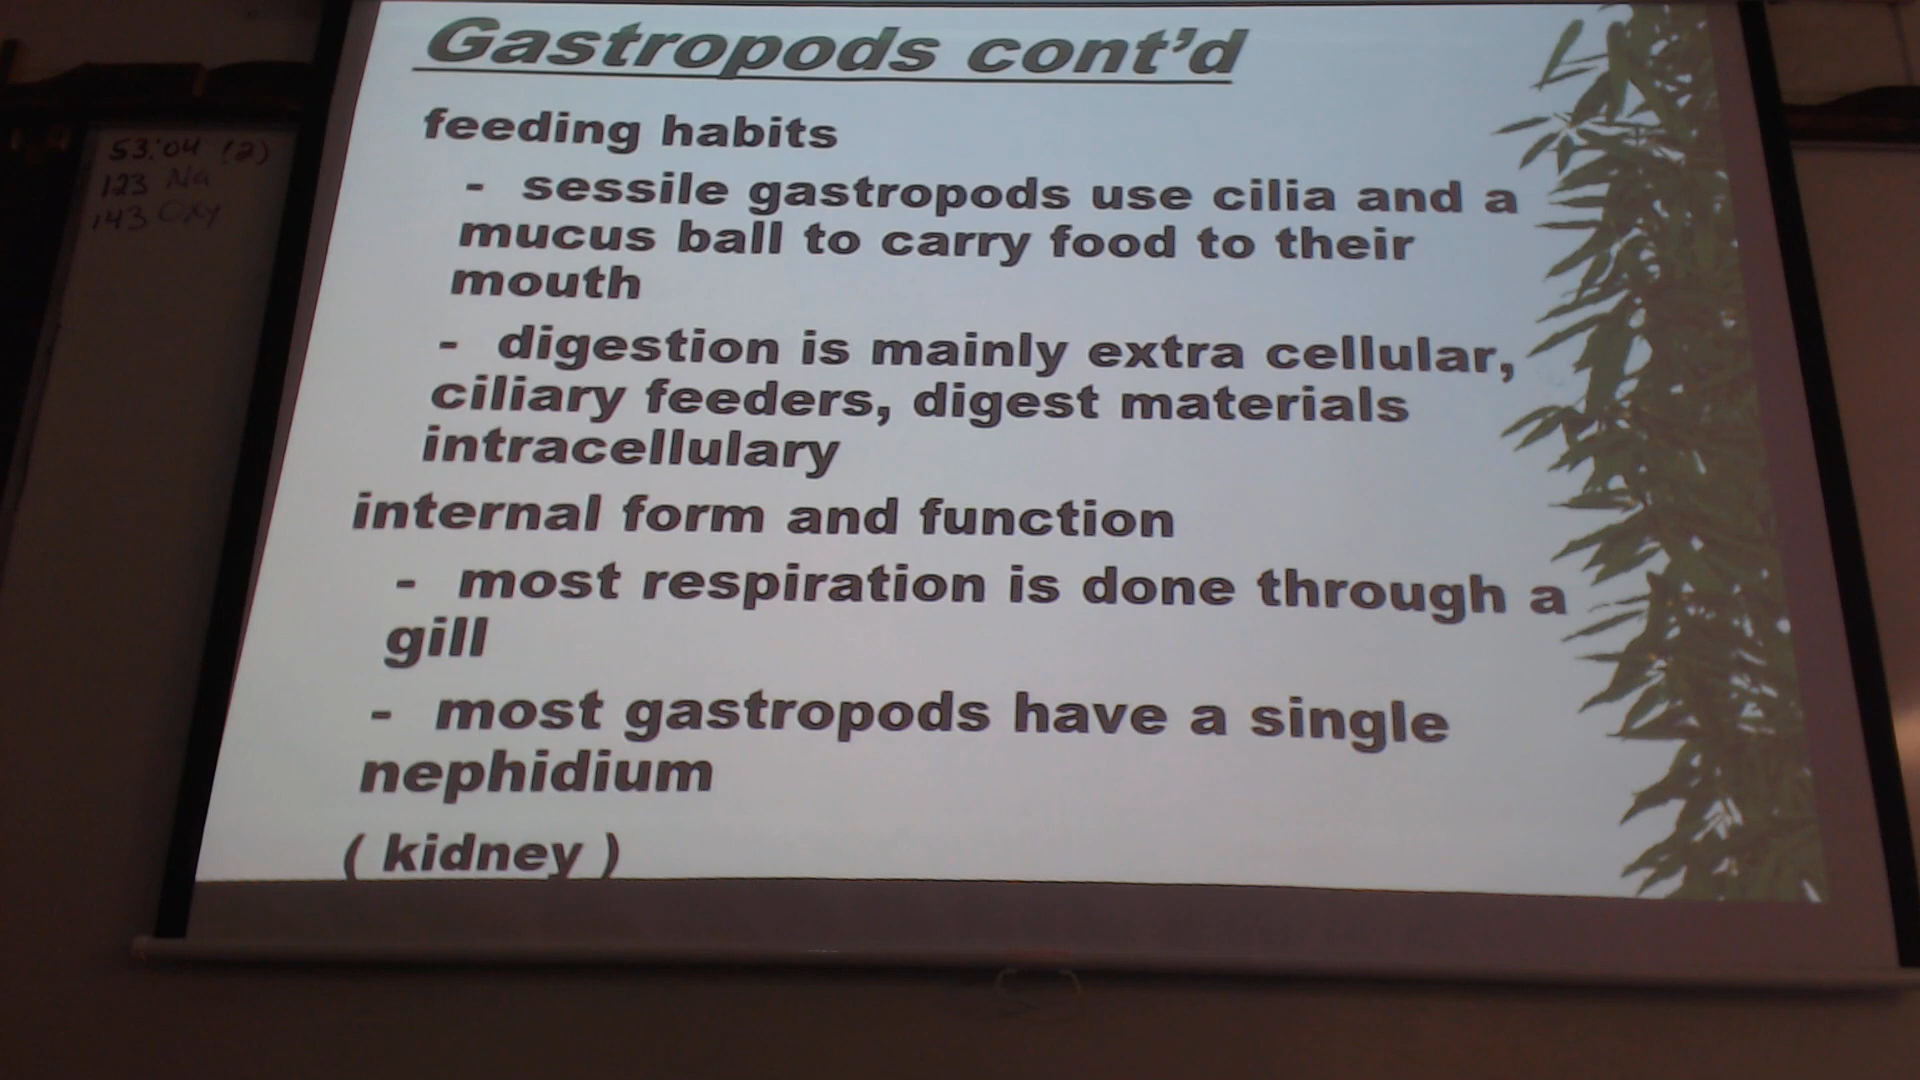 Gastropods cont'd
feeding habits
- sessile gastropods use cilia and a
mucus ball to carry food to their
mouth
- digestion is mainly extra cellular,
ciliary feeders, digest materials
intracellulary
internal form and function
- most respiration is done through a
gill
- most gastropods have a single
nephidium
( kidney )
53:04 (2)
123 Na
143 Oxy